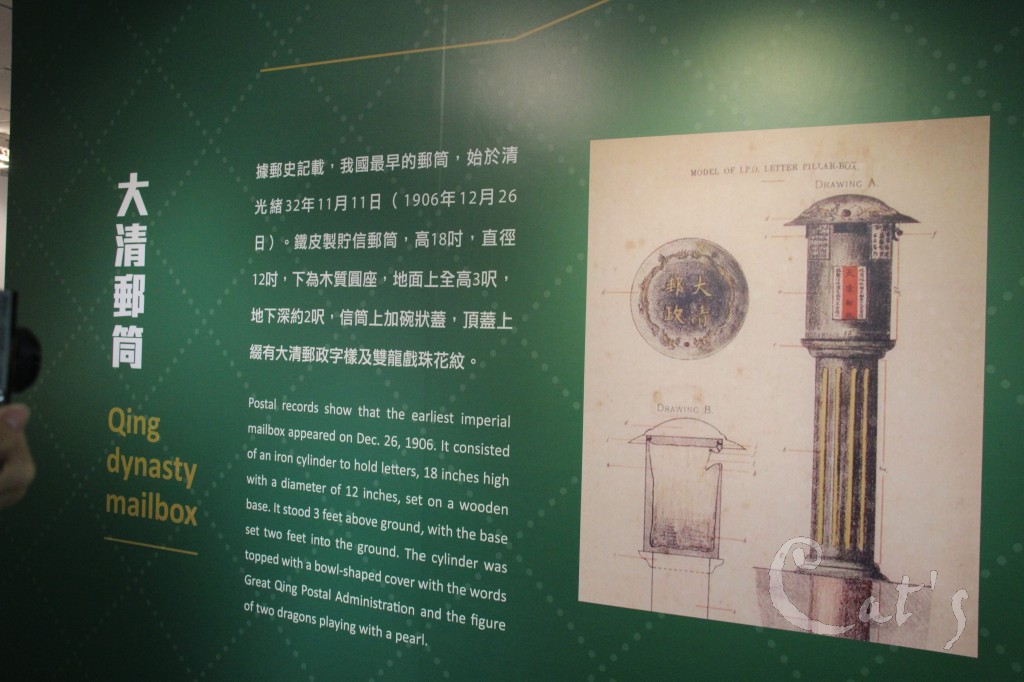 大清郵筒
Qing
dynasty
mailbox
據郵史記載，我國最早的郵筒，始於清
光緒32年11月11日（1906年12月26
日）。鐵皮製貯信郵筒，高18吋，直徑
12吋，下為木質圓座，地面上全高3呎，
地下深約2呎，信筒上加碗狀蓋，頂蓋上
綴有大清郵政字樣及雙龍戲珠花紋。
Postal records show that the earliest imperial
mailbox appeared on Dec. 26, 1906. It consisted
of an iron cylinder to hold letters, 18 inches high
with a diameter of 12 inches, set on a wooden
base. It stood 3 feet above ground, with the base
set two feet into the ground. The cylinder was
topped with a bowl-shaped cover with the words
Great Qing Postal Administration and the figure
of two dragons playing with a pearl.
MODEL OF I.P.O. LETTER PILLAR-BOX
DRAWING A.
大清
郵政
DRAWING B.
Cat's